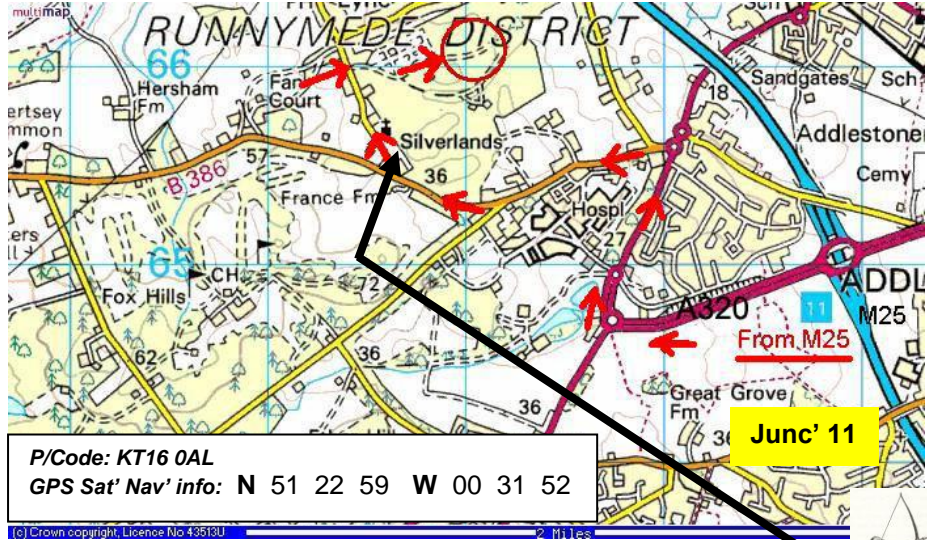 multimap
RUNNYMEDE DISTRICT
66
Hersham
Fm
Fan
Court
18
Sandgates
Sch
Addlestone
Silverlands
57
B 386
36
Cemy
France Fm
Hospl
65
27
CH
72
Fox Hills
ADDL
A320
11
M25
From M25
62
36
36
Great Grove
Fm
Junc' 11
P/Code: KT16 0AL
GPS Sat' Nav' info: N 51 22 59 W 00 31 52
(c) Crown copyright, Licence No 43513U
2 Miles